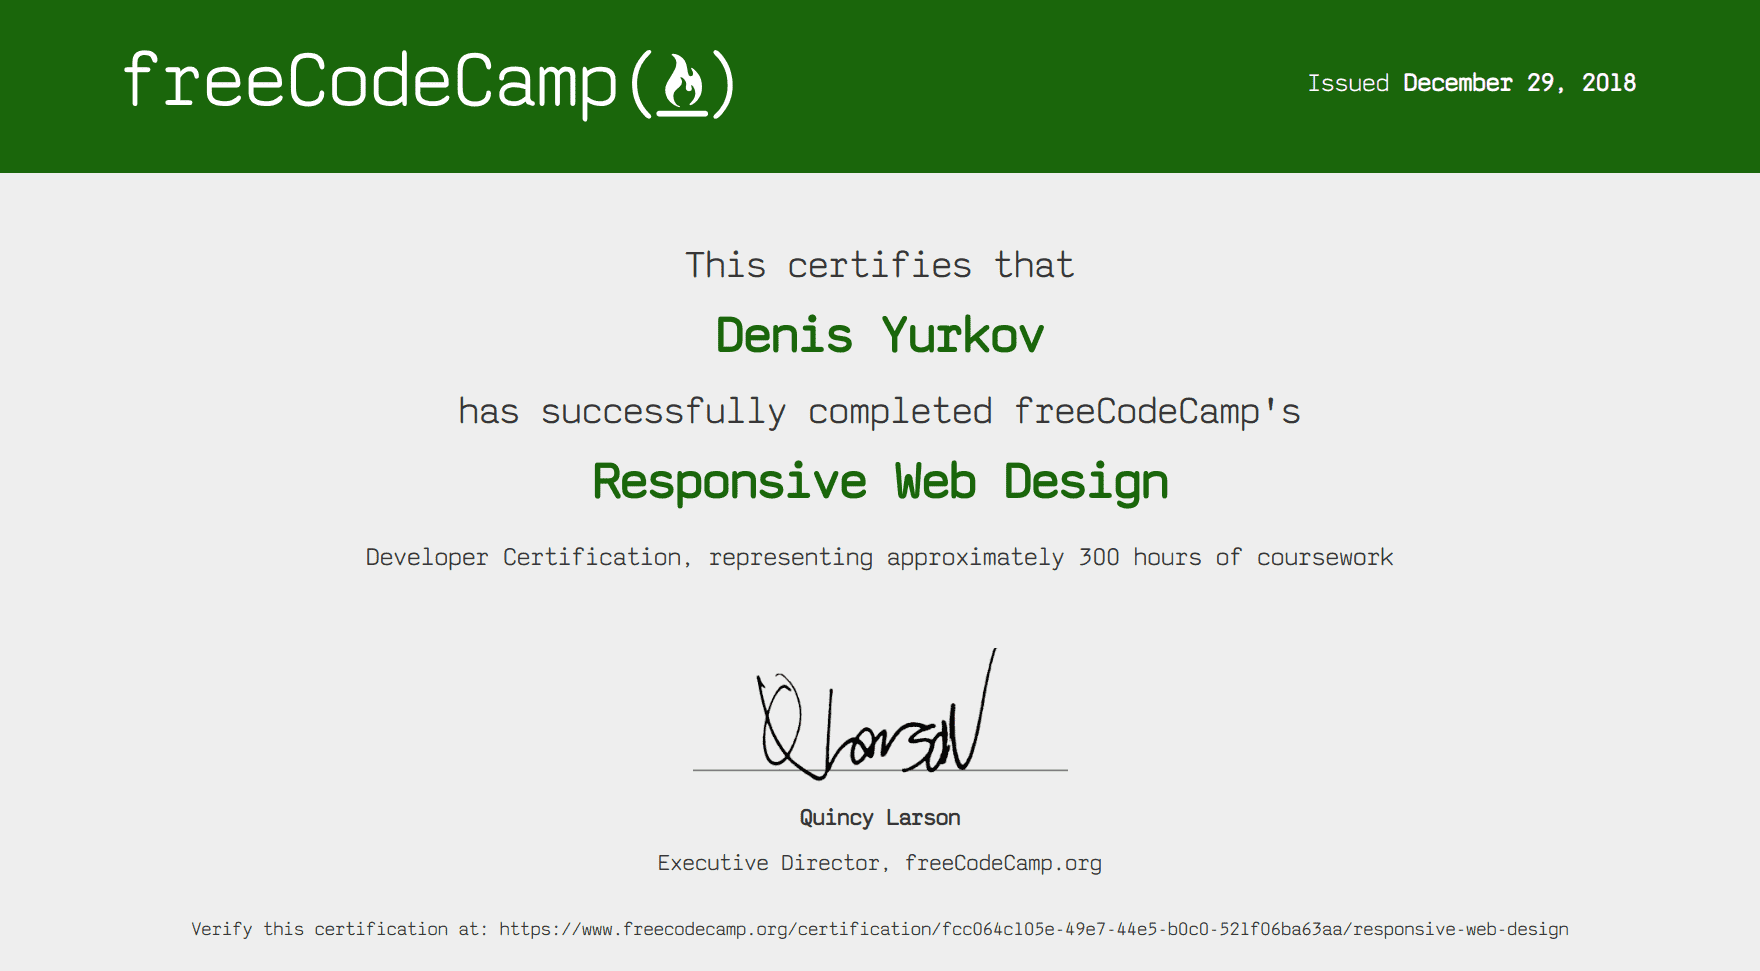 freeCodeCamp(🔥)
Issued December 29, 2018
This certifies that
Denis Yurkov
has successfully completed freeCodeCamp's
Responsive Web Design
Developer Certification, representing approximately 300 hours of coursework
QLarson
Quincy Larson
Executive Director, freeCodeCamp.org
Verify this certification at: https://www.freecodecamp.org/certification/fcc064c105e-49e7-44e5-b0c0-521f06ba63aa/responsive-web-design